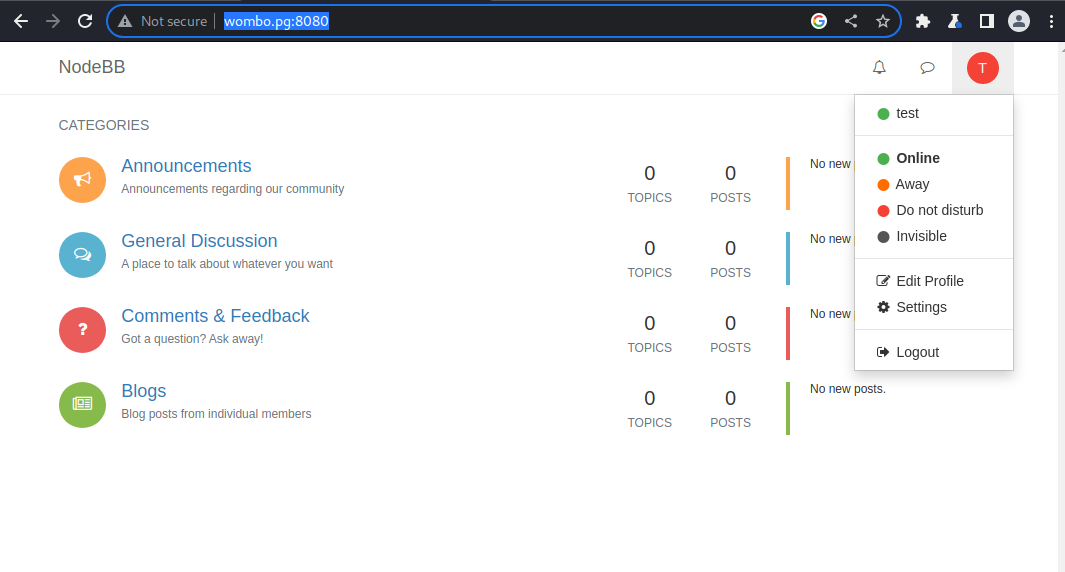 Not secure wombo.pg:8080
NodeBB
T
test
Online
Away
Do not disturb
Invisible
Edit Profile
Settings
Logout
CATEGORIES
Announcements
Announcements regarding our community
0 TOPICS
0 POSTS
No new
General Discussion
A place to talk about whatever you want
0 TOPICS
0 POSTS
No new
Comments & Feedback
Got a question? Ask away!
0 TOPICS
0 POSTS
No new
Blogs
Blog posts from individual members
0 TOPICS
0 POSTS
No new posts.